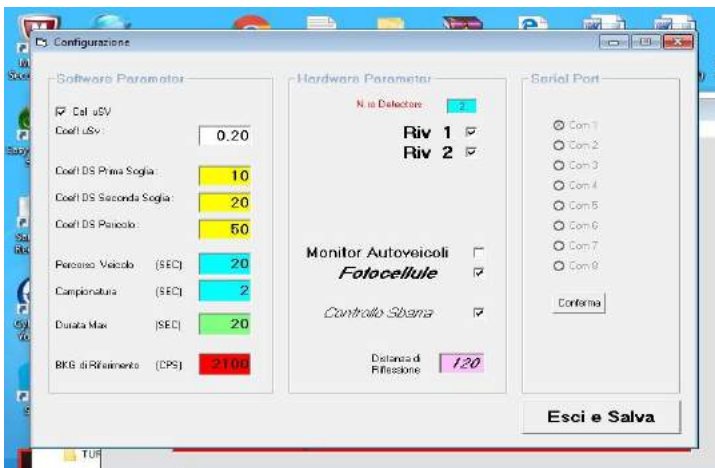 Configurazione
Software Parameter
Cal uSV
Coeff uSv:
0.20
Coeff DS Prima Soglia:
10
Coeff DS Seconda Soglia:
20
Coeff DS Pericolo:
50
Percorso Veicolo (SEC)
20
Campionatura (SEC)
2
Durata Max (SEC)
20
BKG di Riferimento (CPS)
2100
Hardware Parameter
N.ro Detectors
2
Riv 1
Riv 2
Monitor Autoveicoli
Fotocellule
Controllo Sbarra
Distanza di
Riflessione
120
Serial Port
Com 1
Com 2
Com 3
Com 4
Com 5
Com 6
Com 7
Com 8
Conferma
Esci e Salva
TUR